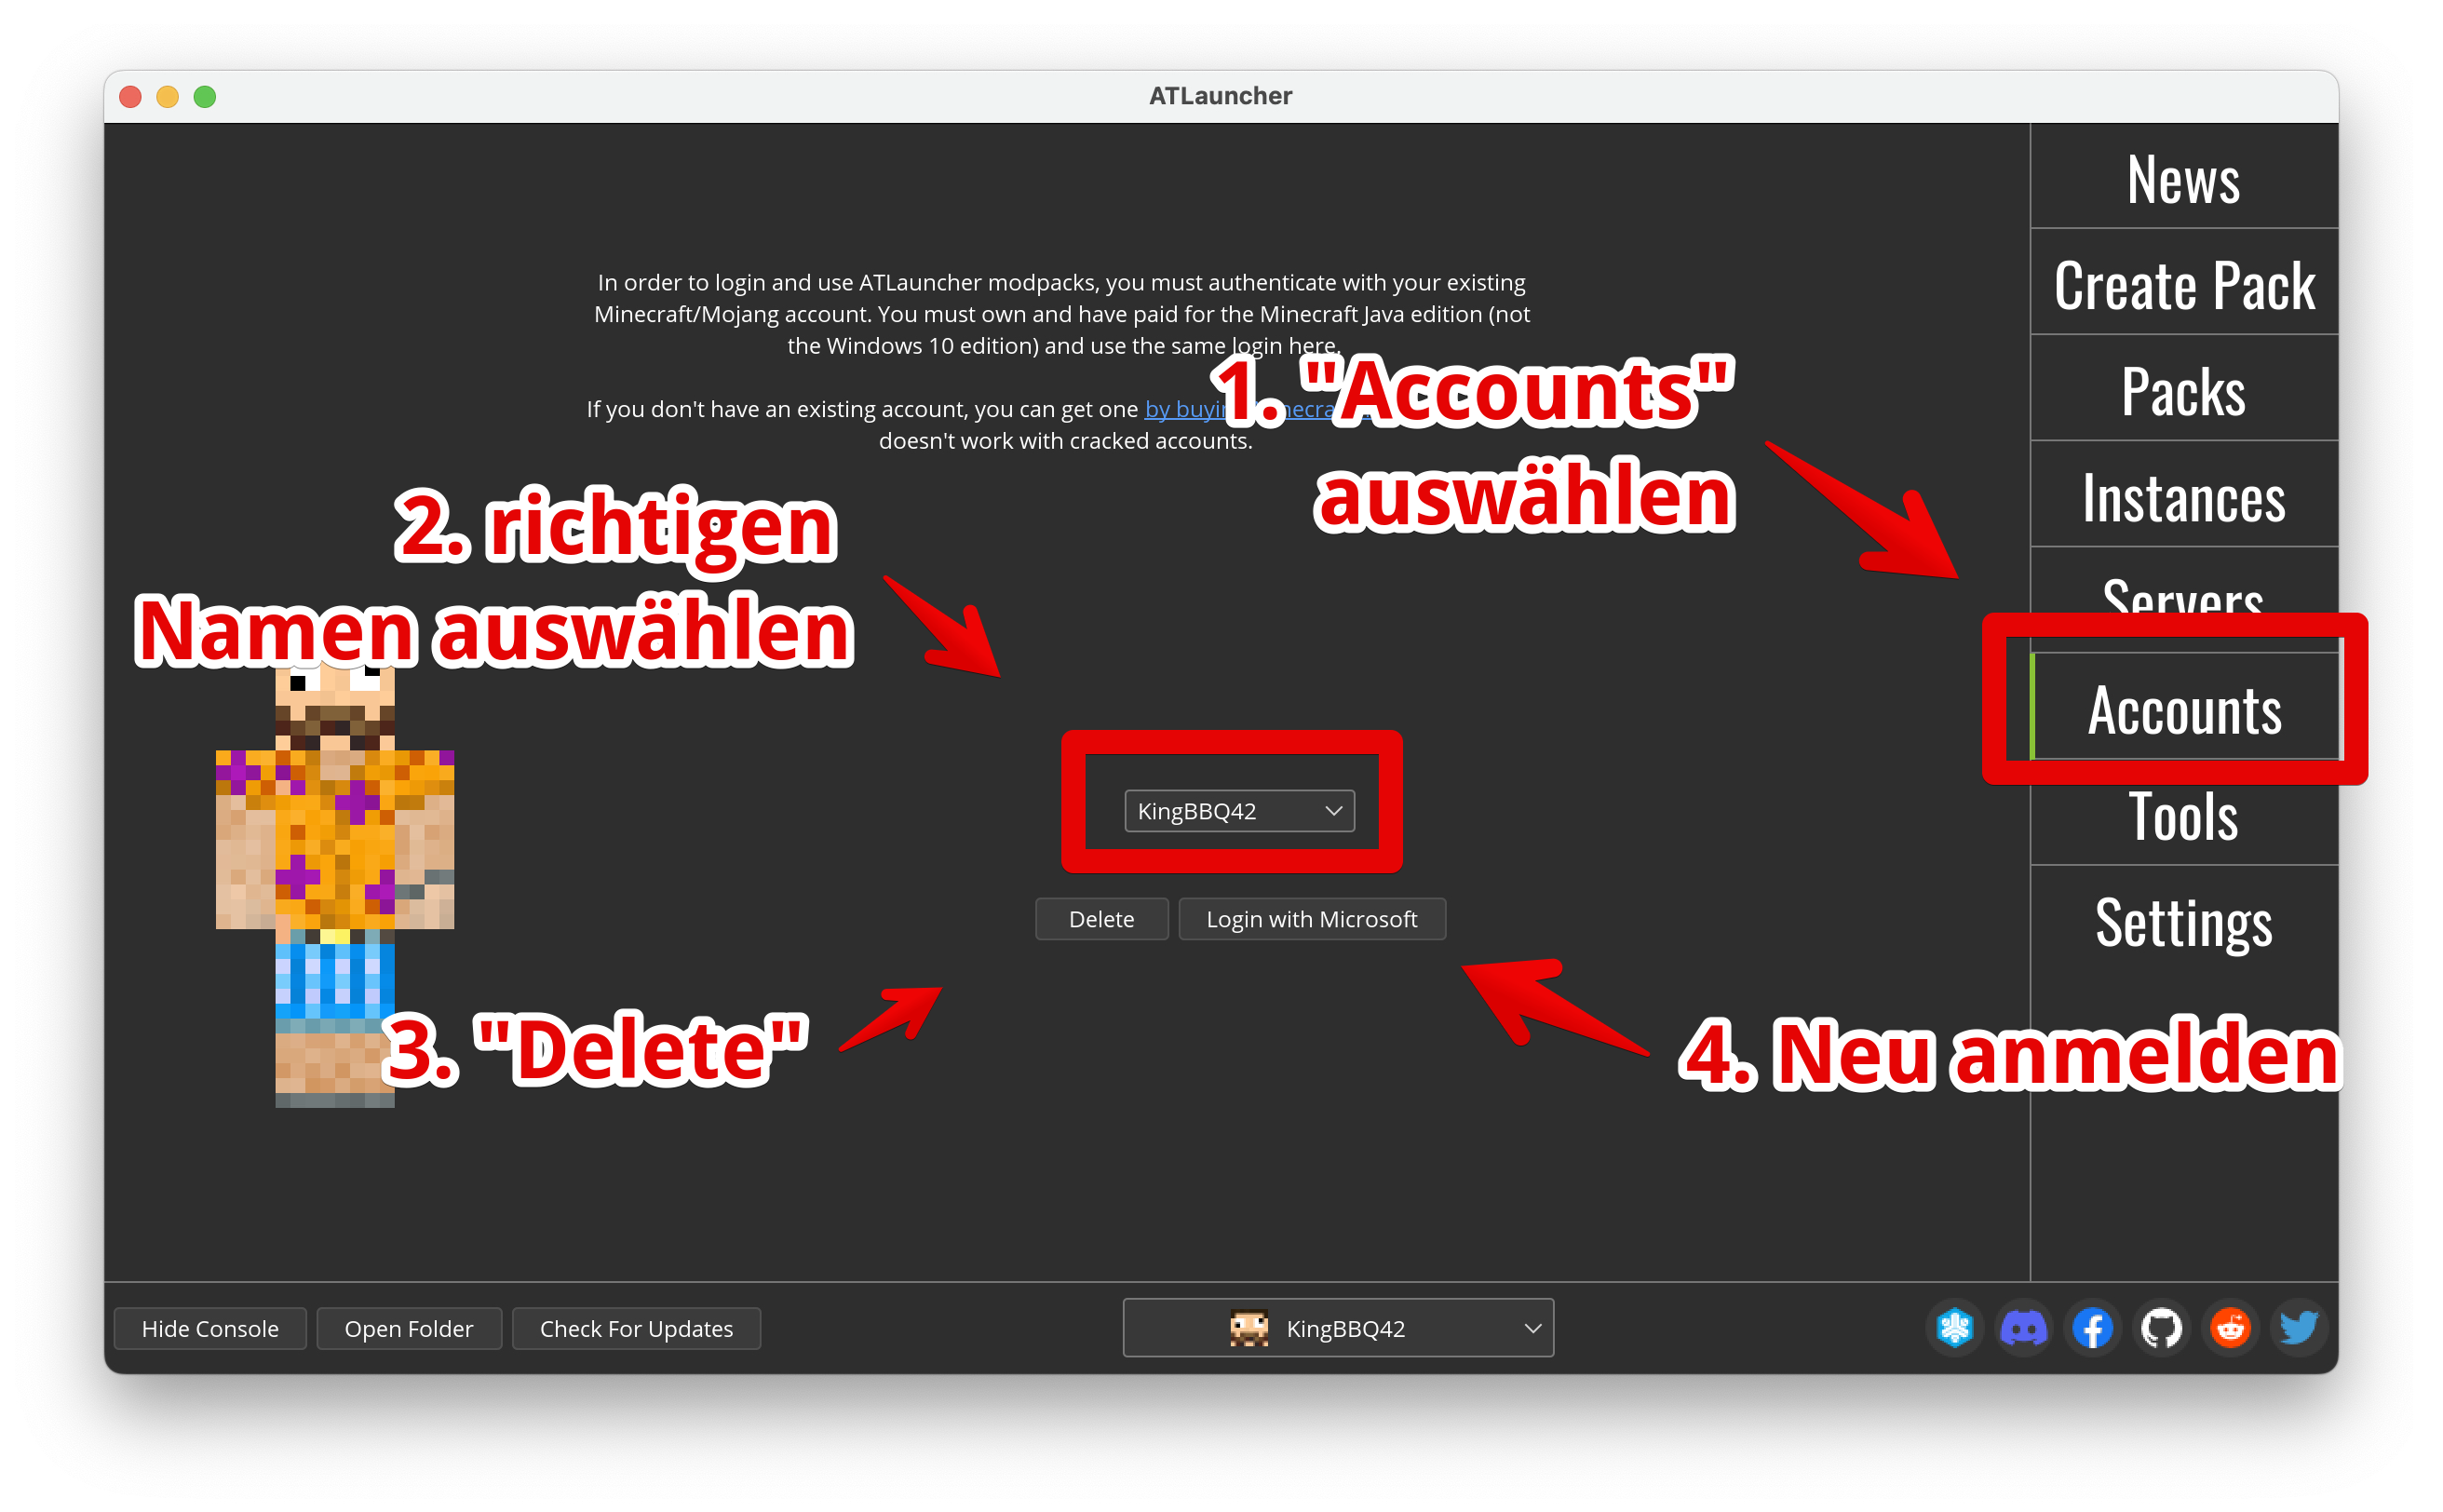 ATLauncher
News
Create Pack
Packs
Instances
Servers
Accounts
Tools
Settings
In order to login and use ATLauncher modpacks, you must authenticate with your existing
Minecraft/Mojang account. You must own and have paid for the Minecraft Java edition (not
the Windows 10 edition) and use the same login here.
If you don't have an existing account, you can get one by
doesn't work with cracked accounts.
1. "Accounts"
auswählen
2. richtigen
Namen auswählen
KingBBQ42
Delete
Login with Microsoft
3. "Delete"
4. Neu anmelden
Hide Console
Open Folder
Check For Updates
KingBBQ42